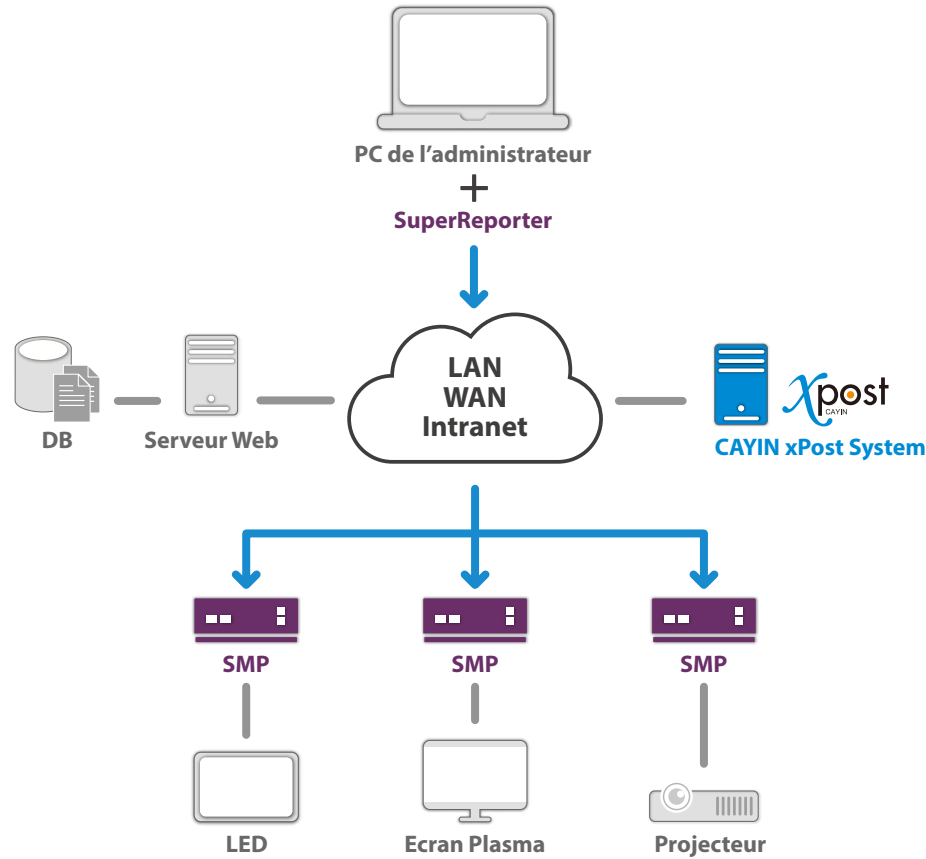 PC de l’administrateur
+
SuperReporter
LAN
WAN
Intranet
DB
Serveur Web
Xpost
CAYIN
CAYIN xPost System
SMP
SMP
SMP
LED
Ecran Plasma
Projecteur